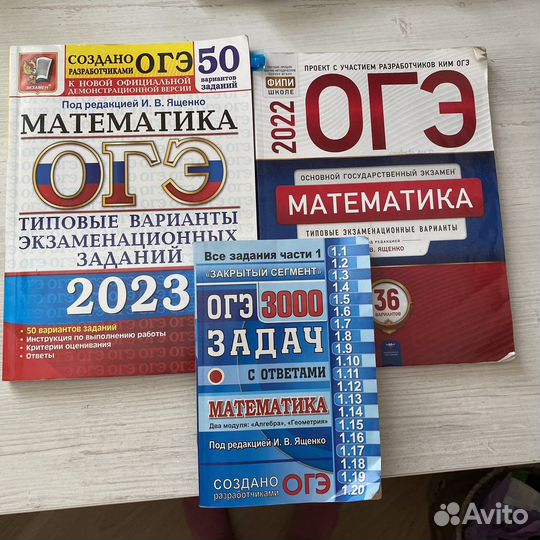 ЭКЗАМЕН
СОЗДАНО
РАЗРАБОТЧИКАМИ
ОГЭ
К НОВОЙ ОФИЦИАЛЬНОЙ
ДЕМОНСТРАЦИОННОЙ ВЕРСИИ
50
вариантов
заданий
Под редакцией И. В. Ященко
МАТЕМАТИКА
ОГЭ
ТИПОВЫЕ ВАРИАНТЫ
ЭКЗАМЕНАЦИОННЫХ
ЗАДАНИЙ
2023
• 50 вариантов заданий
• Инструкция по выполнению работы
• Критерии оценивания
• Ответы
ПРОЕКТ С УЧАСТИЕМ РАЗРАБОТЧИКОВ КИМ ОГЭ
ФИПИ
ШКОЛЕ
2022
ОГЭ
ОСНОВНОЙ ГОСУДАРСТВЕННЫЙ ЭКЗАМЕН
МАТЕМАТИКА
ТИПОВЫЕ ЭКЗАМЕНАЦИОННЫЕ ВАРИАНТЫ
РЕДАКЦИЕЙ
В. ЯЩЕНКО
36
ВАРИАНТОВ
Все задания части 1
«ЗАКРЫТЫЙ СЕГМЕНТ»
ОГЭ 3000
ЗАДАЧ
С ОТВЕТАМИ
МАТЕМАТИКА
Два модуля: «Алгебра», «Геометрия»
Под редакцией И. В. Ященко
СОЗДАНО
разработчиками
ОГЭ
1.1
1.2
1.3
1.4
1.5
1.6
1.7
1.8
1.9
1.10
1.11
1.12
1.13
1.14
1.15
1.16
1.17
1.18
1.19
1.20
Avito